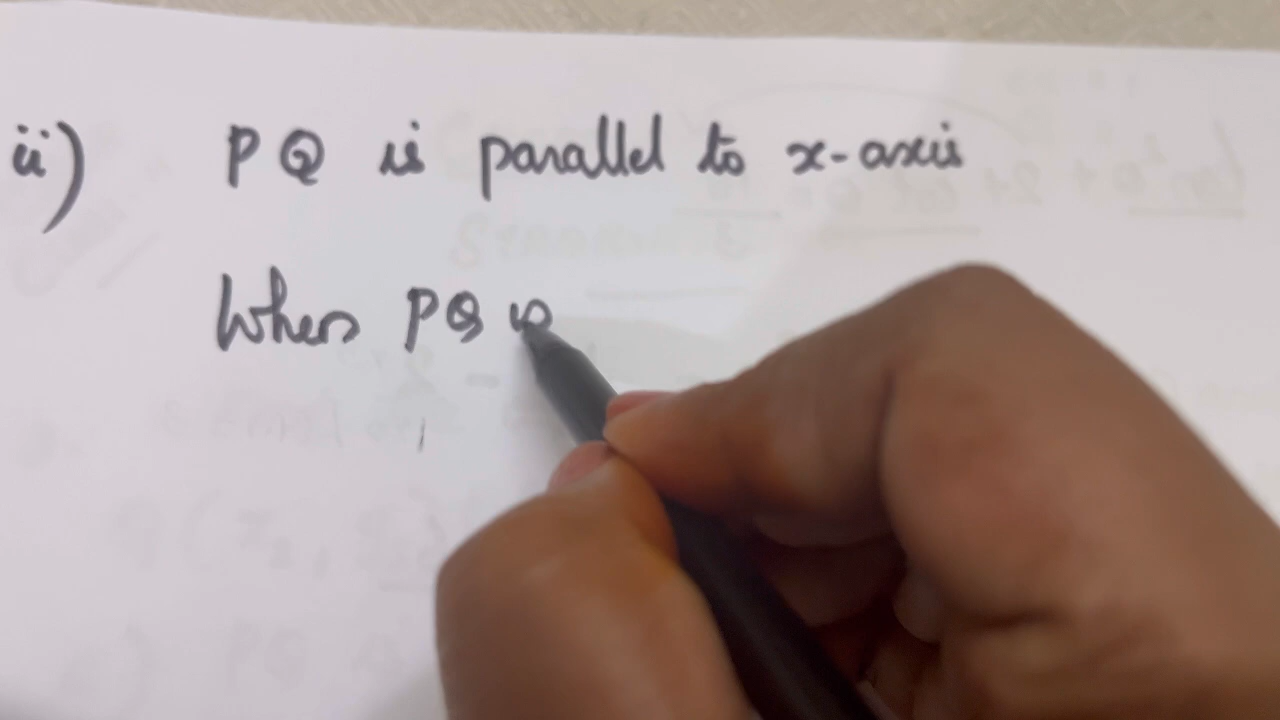 ii) PQ is parallel to x-axis
When PQ is